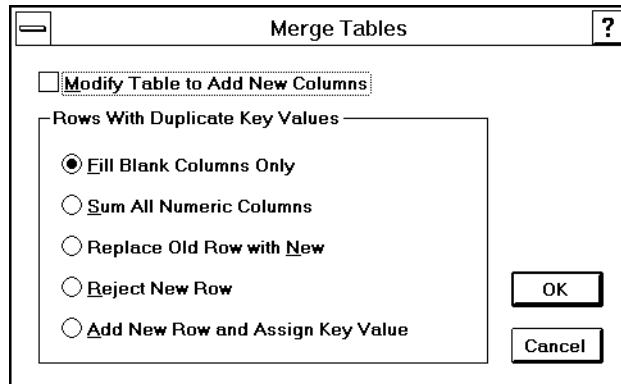 Merge Tables
?
Modify Table to Add New Columns
Rows With Duplicate Key Values
Fill Blank Columns Only
Sum All Numeric Columns
Replace Old Row with New
Reject New Row
Add New Row and Assign Key Value
OK
Cancel